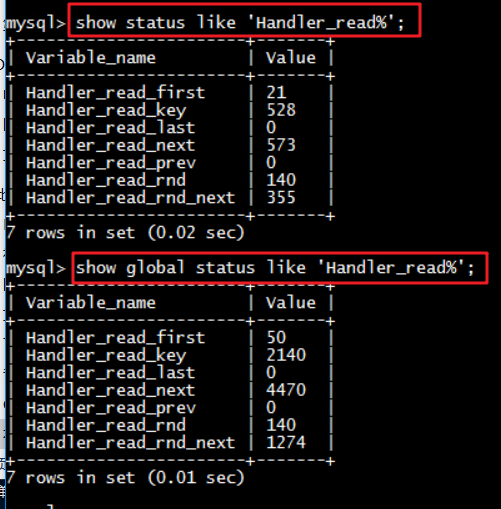 mysql> show status like 'Handler_read%';
+-----------------------+-------+
| Variable_name         | Value |
+-----------------------+-------+
| Handler_read_first    | 21    |
| Handler_read_key      | 528   |
| Handler_read_last     | 0     |
| Handler_read_next     | 573   |
| Handler_read_prev     | 0     |
| Handler_read_rnd      | 140   |
| Handler_read_rnd_next | 355   |
+-----------------------+-------+
7 rows in set (0.02 sec)
mysql> show global status like 'Handler_read%';
+-----------------------+-------+
| Variable_name         | Value |
+-----------------------+-------+
| Handler_read_first    | 50    |
| Handler_read_key      | 2140  |
| Handler_read_last     | 0     |
| Handler_read_next     | 4470  |
| Handler_read_prev     | 0     |
| Handler_read_rnd      | 140   |
| Handler_read_rnd_next | 1274  |
+-----------------------+-------+
7 rows in set (0.01 sec)